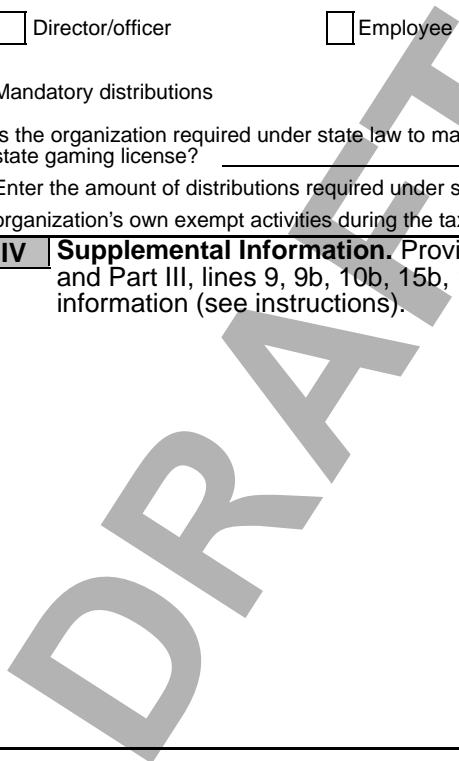 Director/officer Employee
Mandatory distributions
s the organization required under state law to ma
state gaming license?
Enter the amount of distributions required under s
organization's own exempt activities during the ta
IV Supplemental Information. Provi
and Part III, lines 9, 9b, 10b, 15b,
information (see instructions).
DRAFT